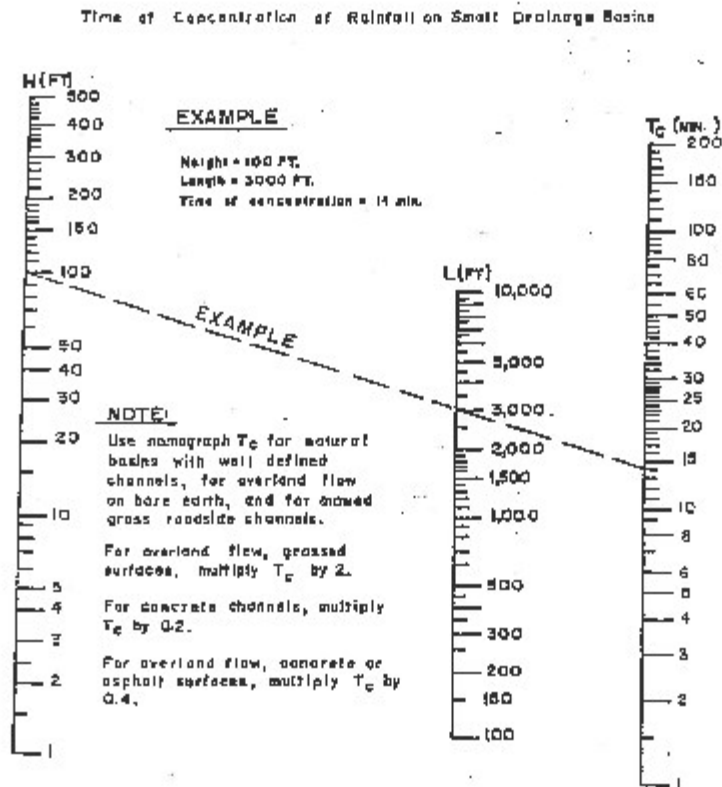 Time of Concentration of Rainfall on Small Drainage Basins
H (FT)
500
400
300
200
150
100
50
40
30
20
10
5
4
3
2
1
EXAMPLE
Height = 100 FT.
Length = 3000 FT.
Time of concentration = 14 min.
EXAMPLE
NOTE:
Use nomograph Tc for natural
basins with well defined
channels, for overland flow
on bare earth, and for mowed
grass roadside channels.
For overland flow, grassed
surfaces, multiply Tc by 2.
For concrete channels, multiply
Tc by 0.2.
For overland flow, concrete or
asphalt surfaces, multiply Tc by
0.4.
L (FT)
10,000
5,000
3,000
2,000
1,500
1,000
500
300
200
150
100
Tc (MIN.)
200
150
100
80
60
50
40
30
25
20
15
10
8
6
5
4
3
2
1